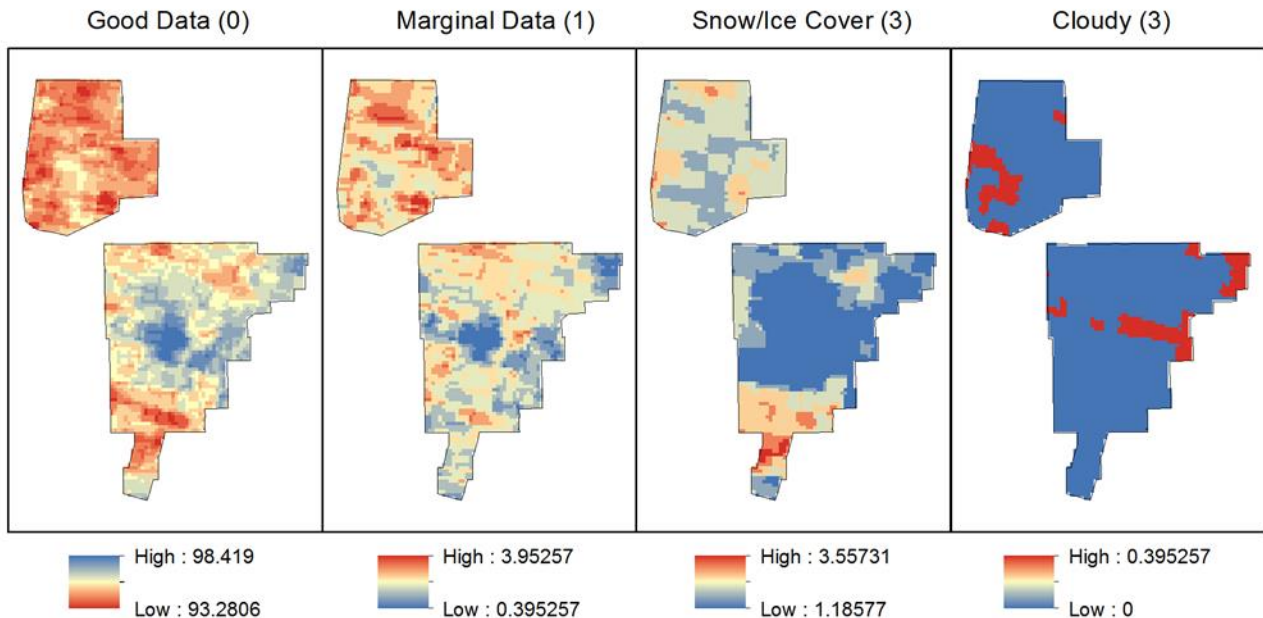 Good Data (0)
Marginal Data (1)
Snow/Ice Cover (3)
Cloudy (3)
High : 98.419
Low : 93.2806
High : 3.95257
Low : 0.395257
High : 3.55731
Low : 1.18577
High : 0.395257
Low : 0